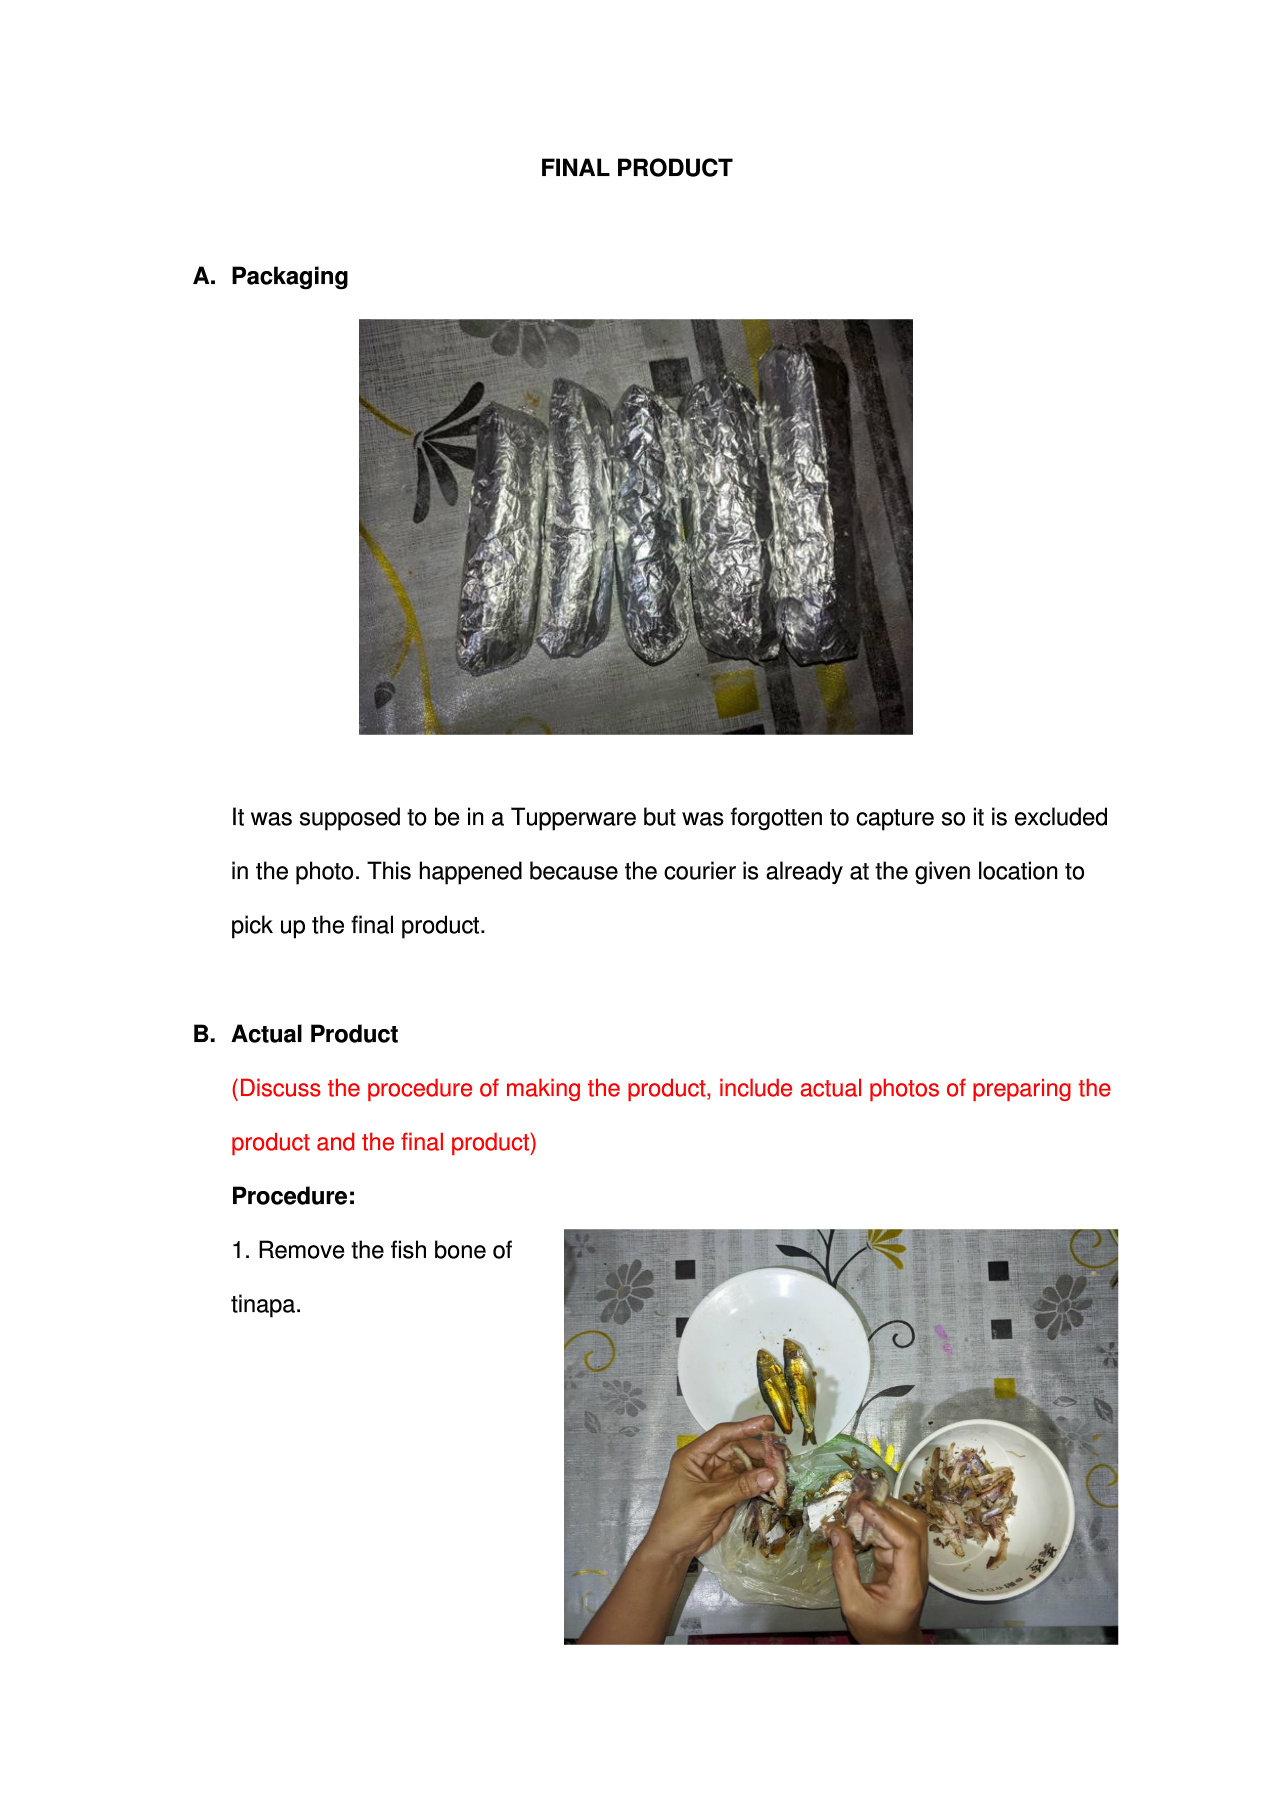 FINAL PRODUCT
A. Packaging
It was supposed to be in a Tupperware but was forgotten to capture so it is excluded
in the photo. This happened because the courier is already at the given location to
pick up the final product.
B. Actual Product
(Discuss the procedure of making the product, include actual photos of preparing the
product and the final product)
Procedure:
1. Remove the fish bone of
tinapa.